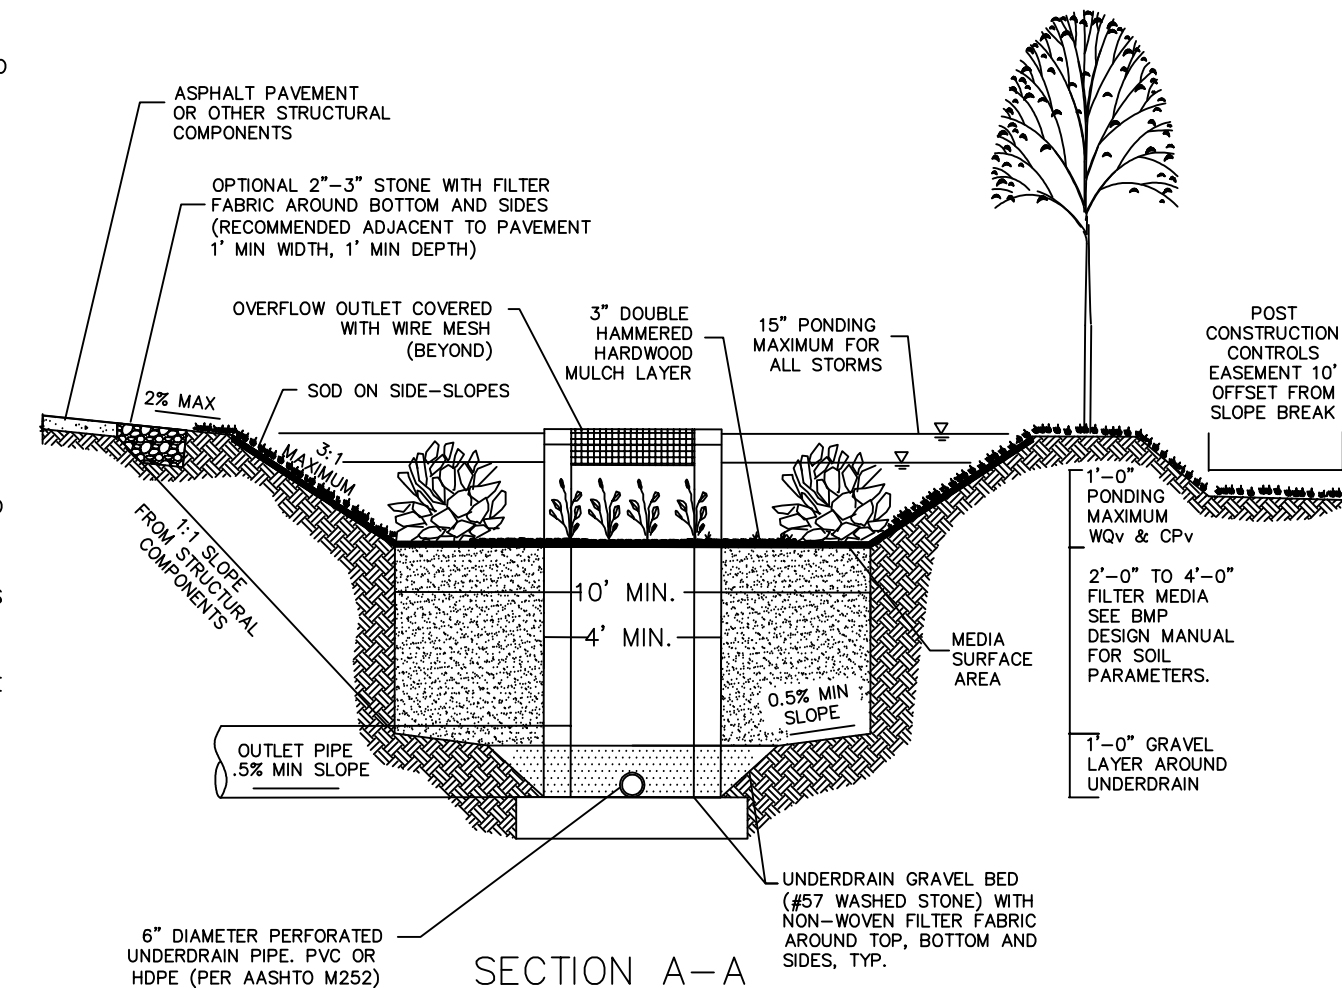 ASPHALT PAVEMENT
OR OTHER STRUCTURAL
COMPONENTS
OPTIONAL 2”–3” STONE WITH FILTER
FABRIC AROUND BOTTOM AND SIDES
(RECOMMENDED ADJACENT TO PAVEMENT
1’ MIN WIDTH, 1’ MIN DEPTH)
OVERFLOW OUTLET COVERED
WITH WIRE MESH
(BEYOND)
3” DOUBLE
HAMMERED
HARDWOOD
MULCH LAYER
15” PONDING
MAXIMUM FOR
ALL STORMS
POST
CONSTRUCTION
CONTROLS
EASEMENT 10’
OFFSET FROM
SLOPE BREAK
SOD ON SIDE–SLOPES
2% MAX
3:1
MAXIMUM
1:1 SLOPE
FROM STRUCTURAL
COMPONENTS
1’–0”
PONDING
MAXIMUM
WQv & CPv
2’–0” TO 4’–0”
FILTER MEDIA
SEE BMP
DESIGN MANUAL
FOR SOIL
PARAMETERS.
10’ MIN.
4’ MIN.
MEDIA
SURFACE
AREA
0.5% MIN
SLOPE
OUTLET PIPE
.5% MIN SLOPE
1’–0” GRAVEL
LAYER AROUND
UNDERDRAIN
UNDERDRAIN GRAVEL BED
(#57 WASHED STONE) WITH
NON–WOVEN FILTER FABRIC
AROUND TOP, BOTTOM AND
SIDES, TYP.
6” DIAMETER PERFORATED
UNDERDRAIN PIPE. PVC OR
HDPE (PER AASHTO M252)
SECTION A–A